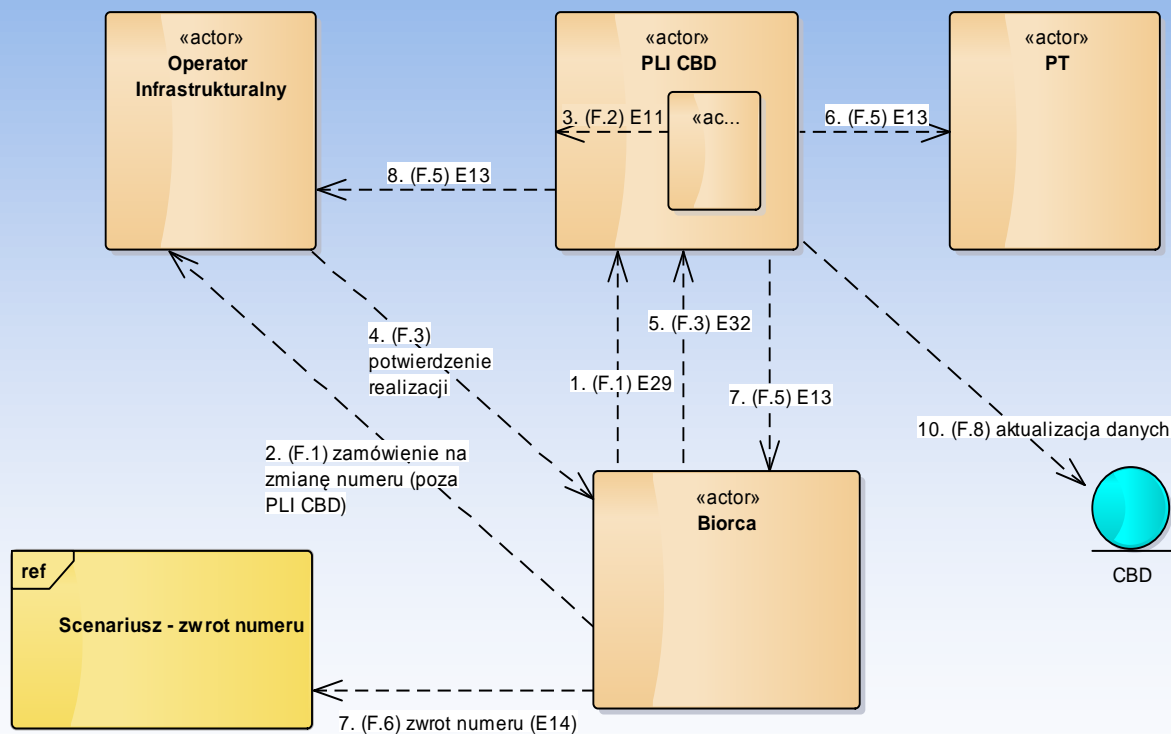 «actor»
Operator
Infrastrukturalny
«actor»
PLI CBD
«ac...
«actor»
PT
3. (F.2) E11
6. (F.5) E13
8. (F.5) E13
4. (F.3)
potwierdzenie
realizacji
5. (F.3) E32
1. (F.1) E29
7. (F.5) E13
10. (F.8) aktualizacja danych
2. (F.1) zamówienie na
zmianę numeru (poza
PLI CBD)
«actor»
Biorca
CBD
ref
Scenariusz - zwrot numeru
7. (F.6) zwrot numeru (E14)